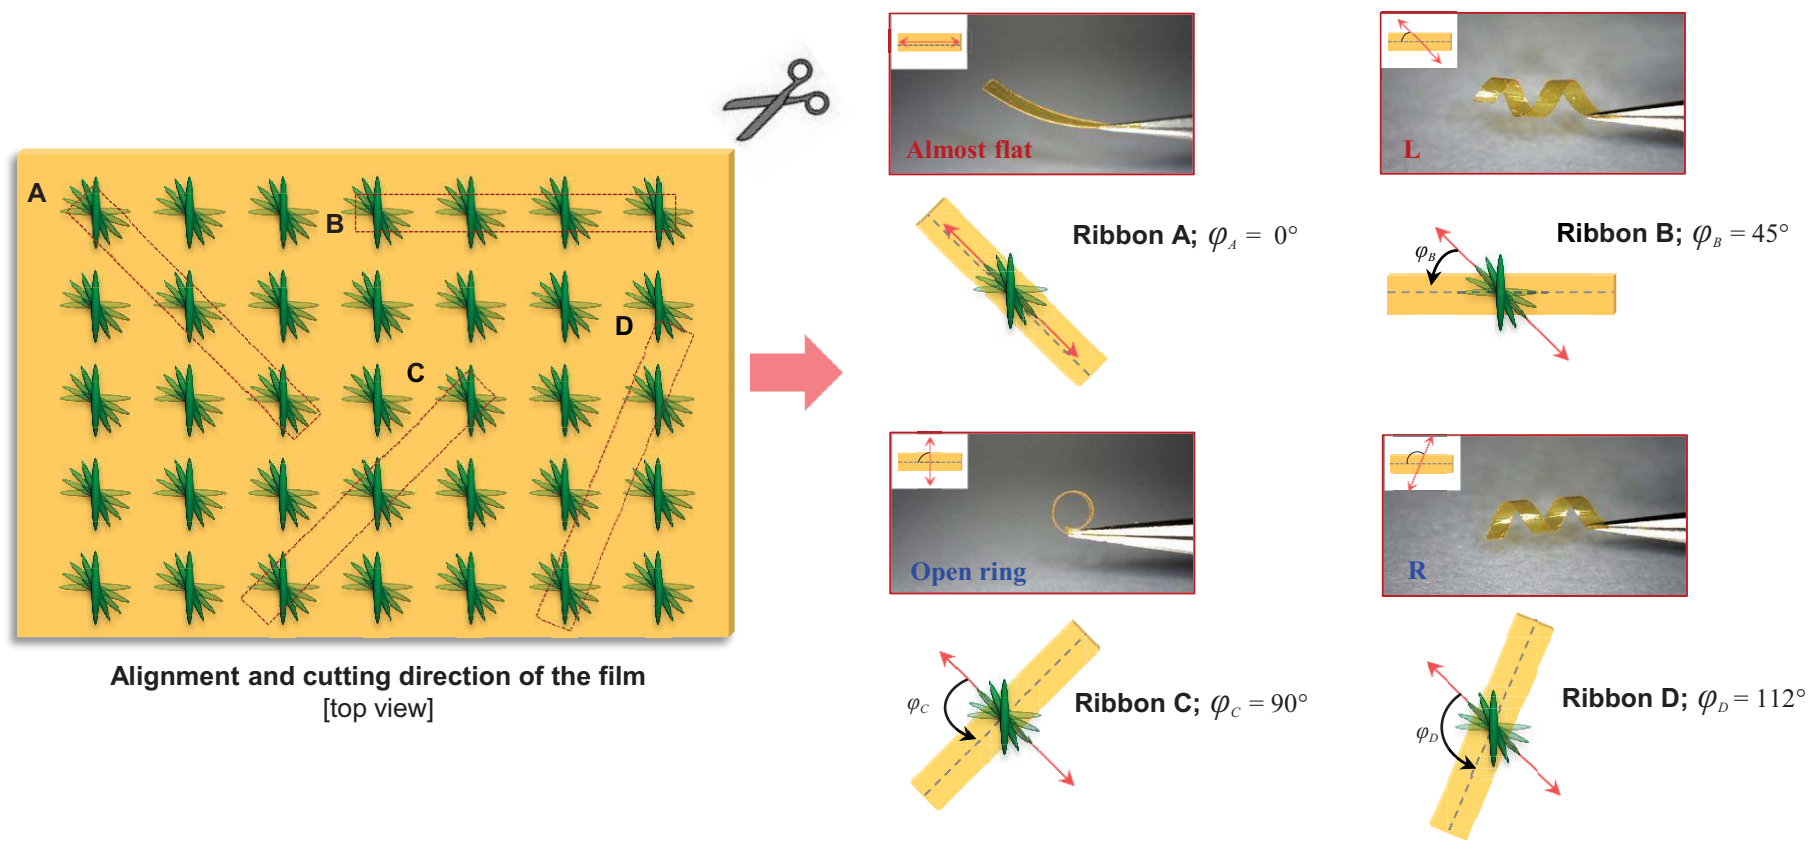 A
B
C
D
Alignment and cutting direction of the film
[top view]
Almost flat
Ribbon A; φA = 0°
L
Ribbon B; φB = 45°
φB
Open ring
Ribbon C; φC = 90°
φC
R
Ribbon D; φD = 112°
φD